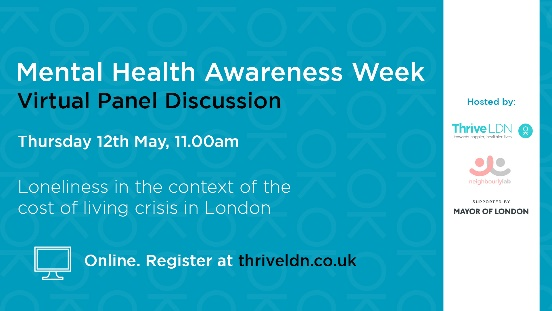 Mental Health Awareness Week
Virtual Panel Discussion
Thursday 12th May, 11.00am
Loneliness in the context of the
cost of living crisis in London
Online. Register at thriveldn.co.uk
Hosted by:
Thrive LDN
neighbourlylab
SUPPORTED BY
MAYOR OF LONDON